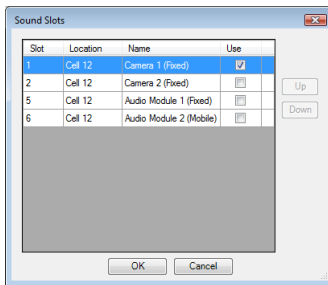 Sound Slots
Slot Location Name Use
1 Cell 12 Camera 1 (Fixed)
2 Cell 12 Camera 2 (Fixed)
5 Cell 12 Audio Module 1 (Fixed)
6 Cell 12 Audio Module 2 (Mobile)
Up
Down
OK Cancel